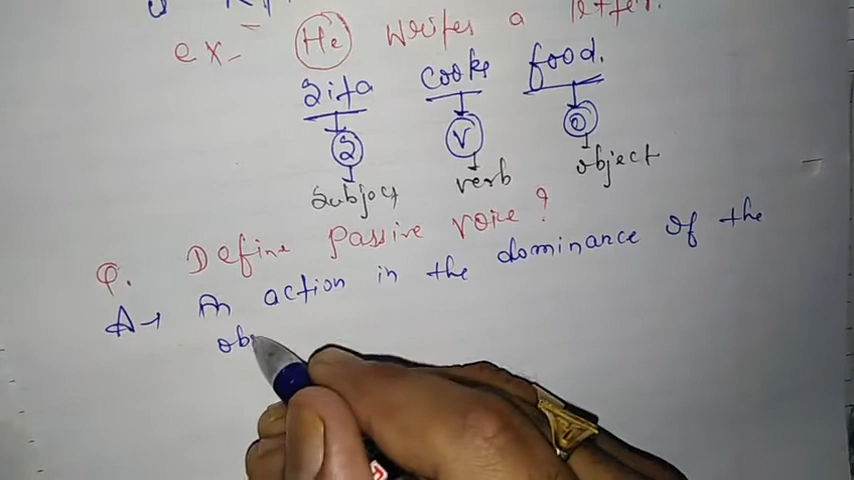 ex- He writes a letter.
Sita cooks food.
S V O
subject verb object
Q. Define passive voice?
A→ An action in the dominance of the
obj